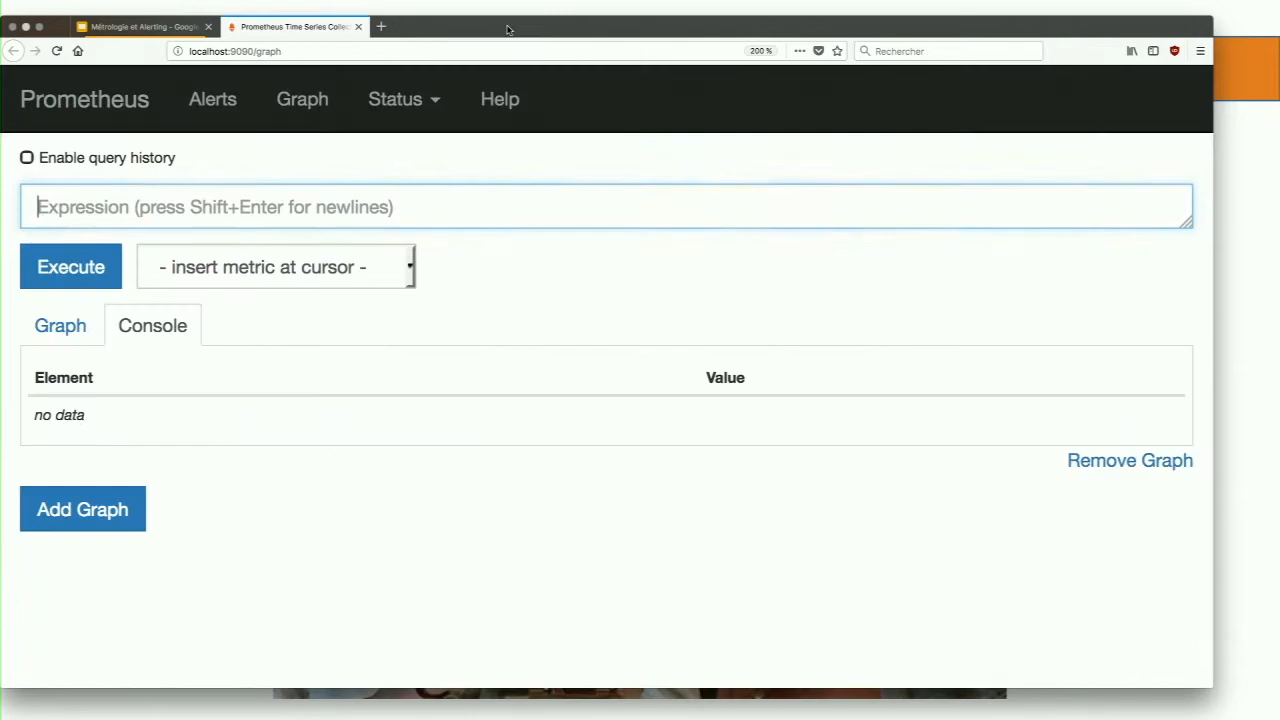 Métrologie et Alerting - Google
Prometheus Time Series Collec
localhost:9090/graph
200 %
Rechercher
Prometheus
Alerts
Graph
Status
Help
Enable query history
Expression (press Shift+Enter for newlines)
Execute
- insert metric at cursor -
Graph
Console
Element
Value
no data
Remove Graph
Add Graph